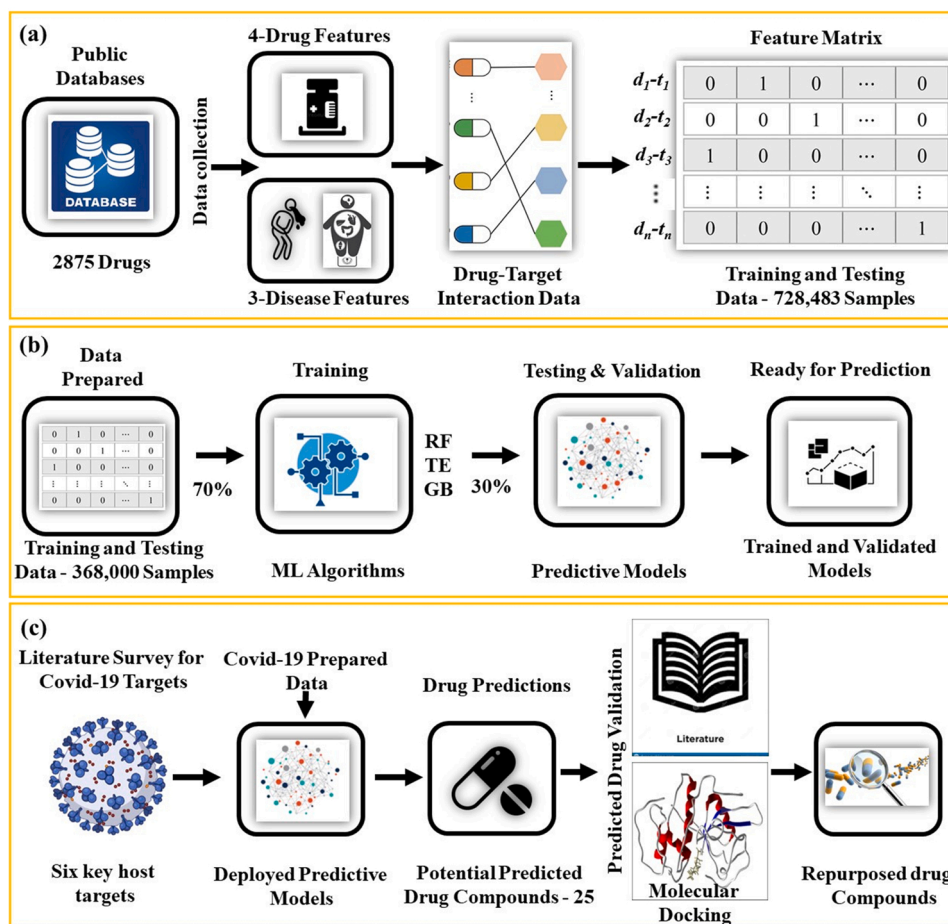 (a)
Public
Databases
DATABASE
2875 Drugs
Data collection
4-Drug Features
3-Disease Features
Drug-Target
Interaction Data
Feature Matrix
d1-t1 0 1 0 ... 0
d2-t2 0 0 1 ... 0
d3-t3 1 0 0 ... 0
⋮ ⋮ ⋮ ⋮ ⋱ ⋮
dn-tn 0 0 0 ... 1
Training and Testing
Data - 728,483 Samples
(b)
Data
Prepared
0 1 0 ... 0
0 0 1 ... 0
1 0 0 ... 0
⋮ ⋮ ⋮ ⋱ ⋮
0 0 0 ... 1
Training and Testing
Data - 368,000 Samples
70%
Training
ML Algorithms
RF
TE
GB
30%
Testing & Validation
Predictive Models
Ready for Prediction
Trained and Validated
Models
(c)
Literature Survey for
Covid-19 Targets
Six key host
targets
Covid-19 Prepared
Data
Deployed Predictive
Models
Drug Predictions
Potential Predicted
Drug Compounds - 25
Predicted Drug Validation
Literature
Molecular
Docking
Repurposed drug
Compounds